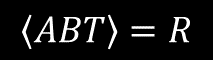 ⟨ABT⟩ = R